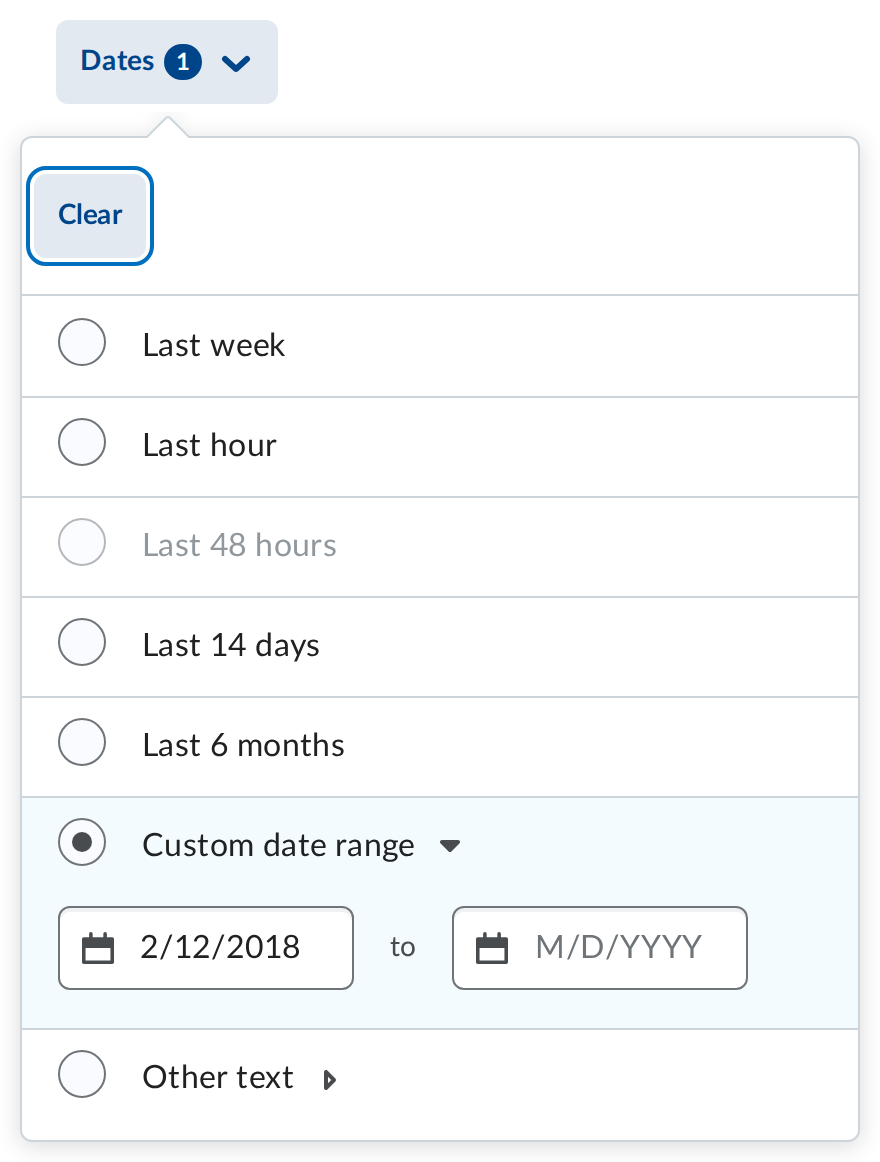 Dates 1
Clear
Last week
Last hour
Last 48 hours
Last 14 days
Last 6 months
Custom date range
2/12/2018 to M/D/YYYY
Other text